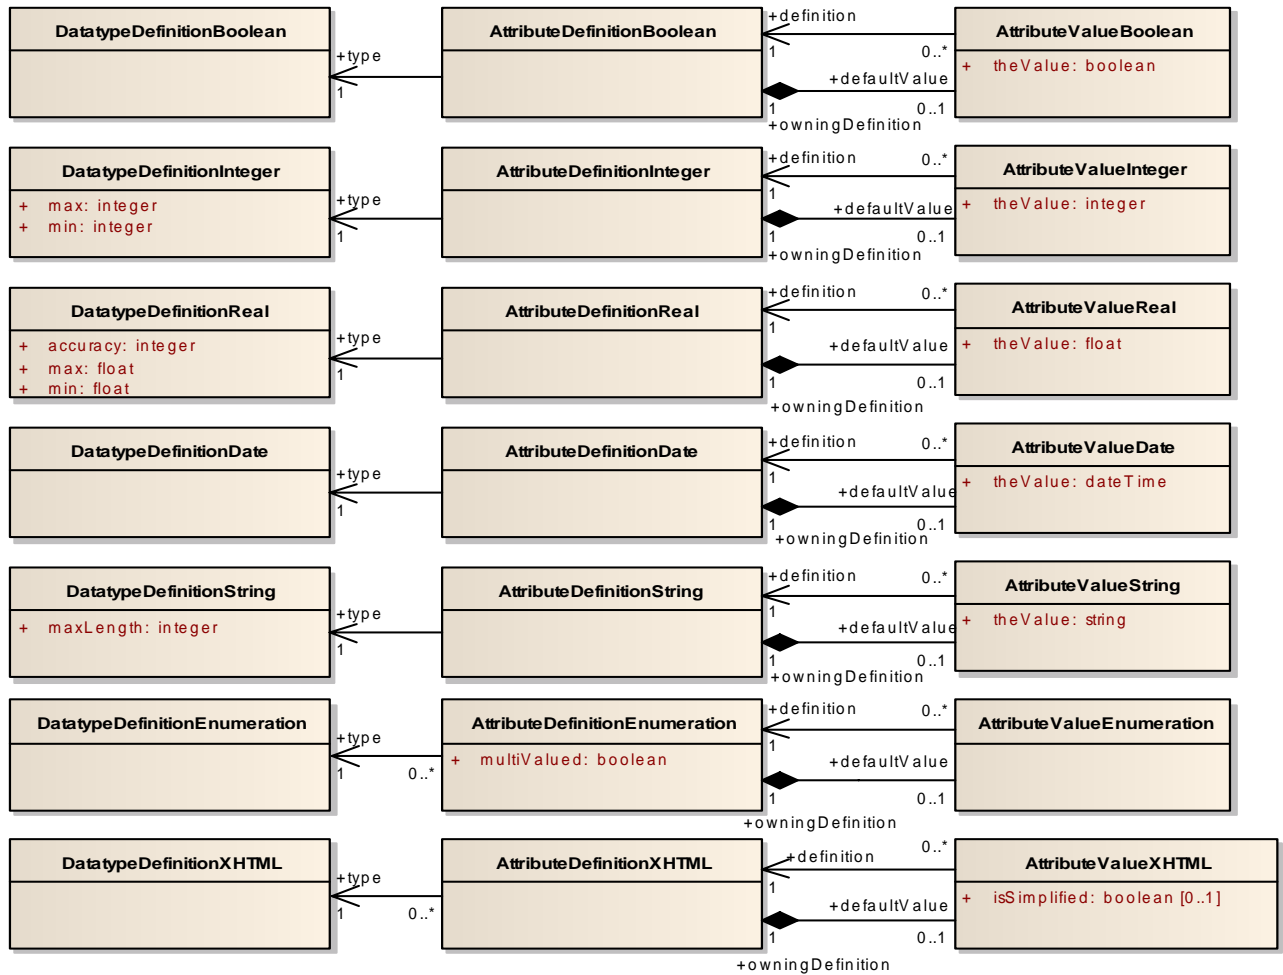 DatatypeDefinitionBoolean
+type
1
AttributeDefinitionBoolean
+definition
1
0..*
+defaultValue
1
0..1
+owningDefinition
AttributeValueBoolean
+ theValue: boolean
DatatypeDefinitionInteger
+ max: integer
+ min: integer
+type
1
AttributeDefinitionInteger
+definition
0..*
1
+defaultValue
1
0..1
+owningDefinition
AttributeValueInteger
+ theValue: integer
DatatypeDefinitionReal
+ accuracy: integer
+ max: float
+ min: float
+type
1
AttributeDefinitionReal
+definition
0..*
1
+defaultValue
1
0..1
+owningDefinition
AttributeValueReal
+ theValue: float
DatatypeDefinitionDate
+type
1
AttributeDefinitionDate
+definition
0..*
1
+defaultValue
1
0..1
+owningDefinition
AttributeValueDate
+ theValue: dateTime
DatatypeDefinitionString
+ maxLength: integer
+type
1
AttributeDefinitionString
+definition
0..*
1
+defaultValue
1
0..1
+owningDefinition
AttributeValueString
+ theValue: string
DatatypeDefinitionEnumeration
+type
1
0..*
AttributeDefinitionEnumeration
+ multiValued: boolean
+definition
0..*
1
+defaultValue
1
0..1
+owningDefinition
AttributeValueEnumeration
DatatypeDefinitionXHTML
+type
1
0..*
AttributeDefinitionXHTML
+definition
0..*
1
+defaultValue
1
0..1
+owningDefinition
AttributeValueXHTML
+ isSimplified: boolean [0..1]